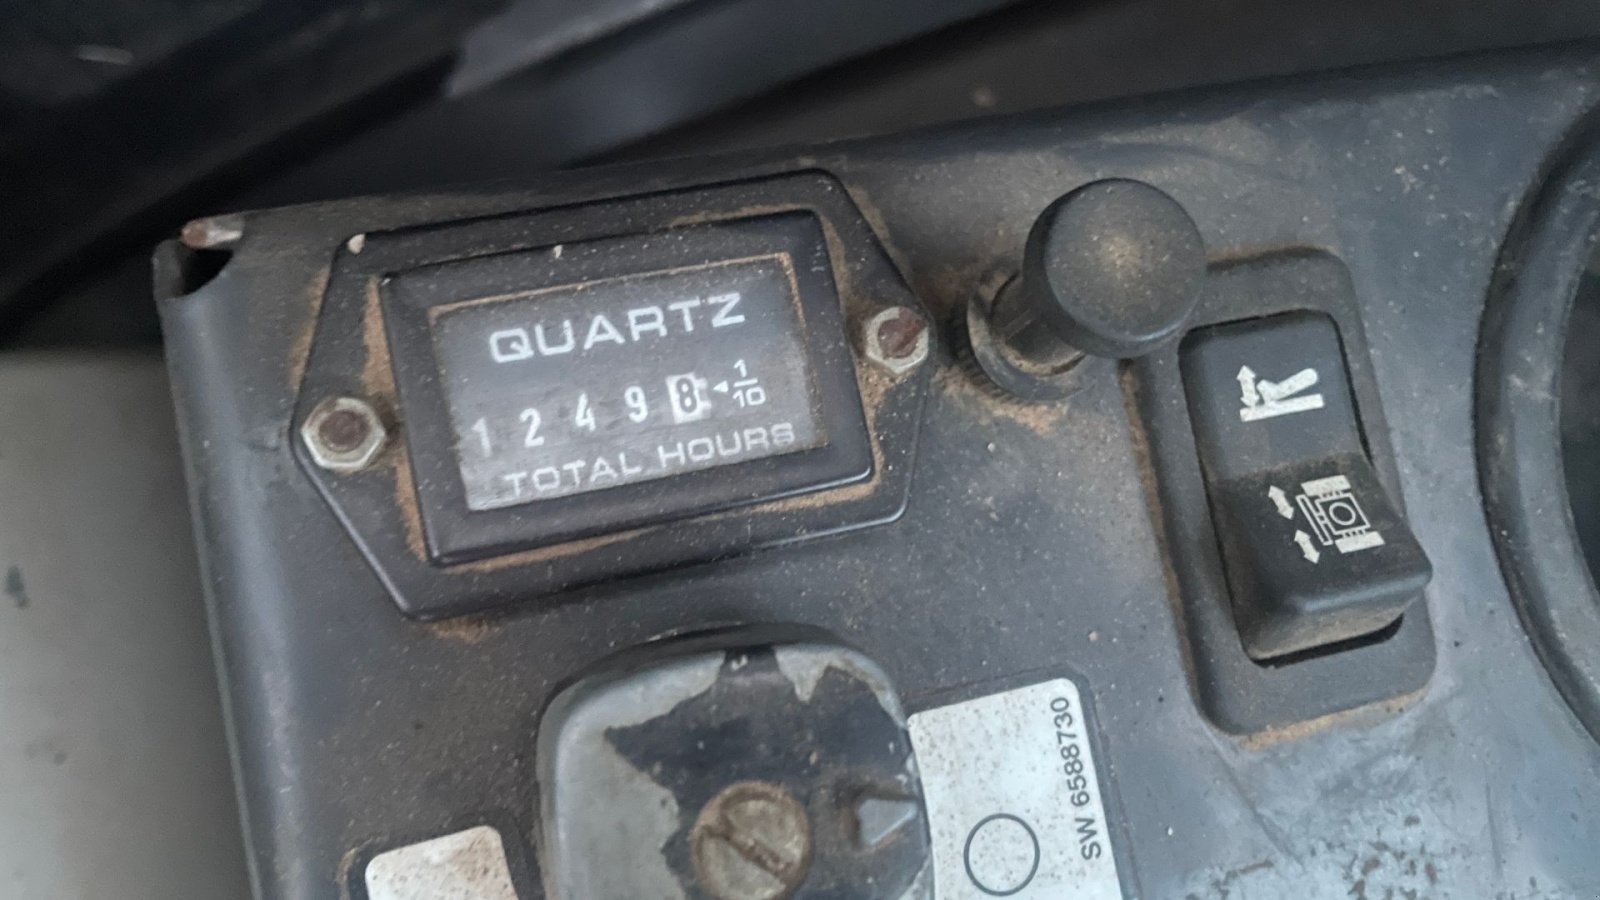 QUARTZ
1 2 4 9 8 1/10
TOTAL HOURS
SW 6588730